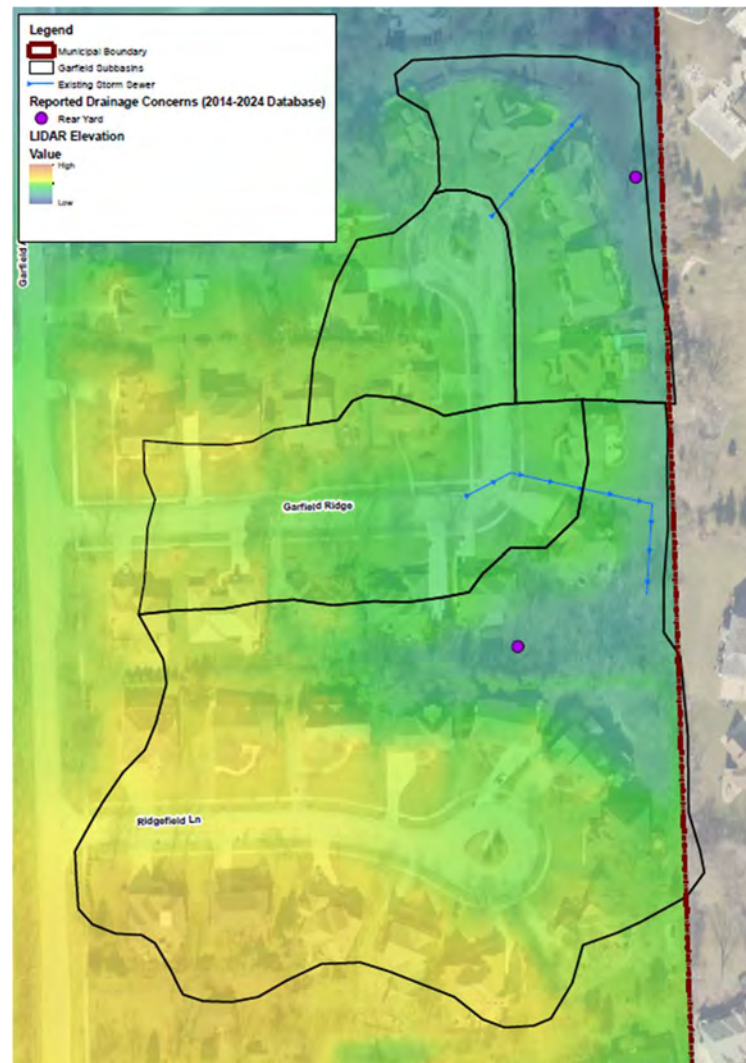 Legend
Municipal Boundary
Garfield Subbasins
Existing Storm Sewer
Reported Drainage Concerns (2014-2024 Database)
Rear Yard
LIDAR Elevation
Value
High
Low
Garfield
Garfield Ridge
Ridgefield Ln